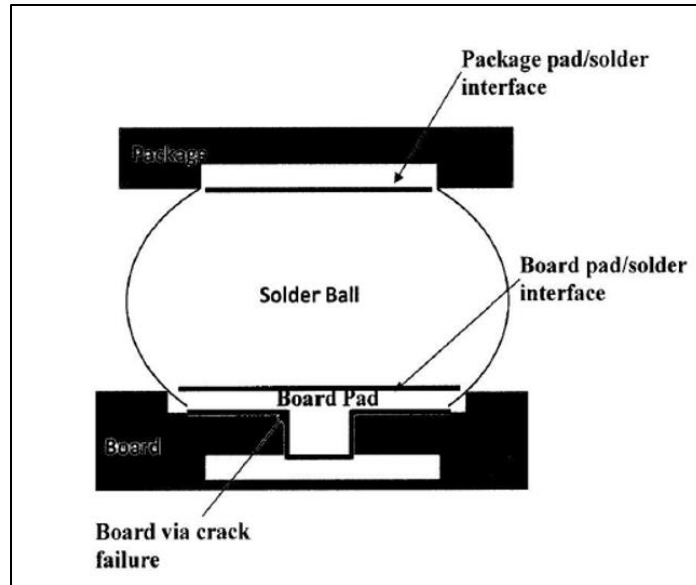 Package pad/solder
interface
Package
Solder Ball
Board pad/solder
interface
Board Pad
Board
Board via crack
failure